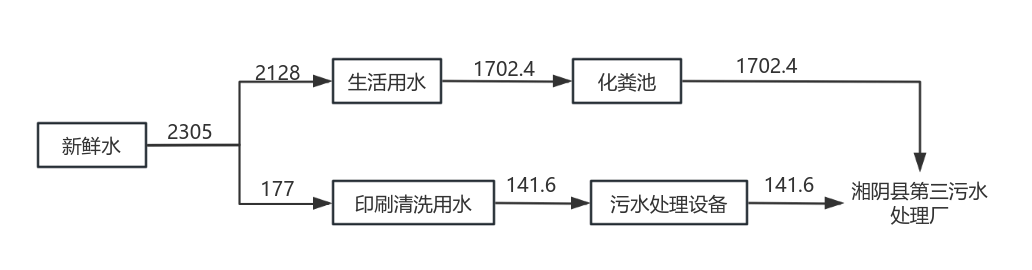 2128
生活用水
1702.4
化粪池
1702.4
新鲜水
2305
177
印刷清洗用水
141.6
污水处理设备
141.6
湘阴县第三污水
处理厂